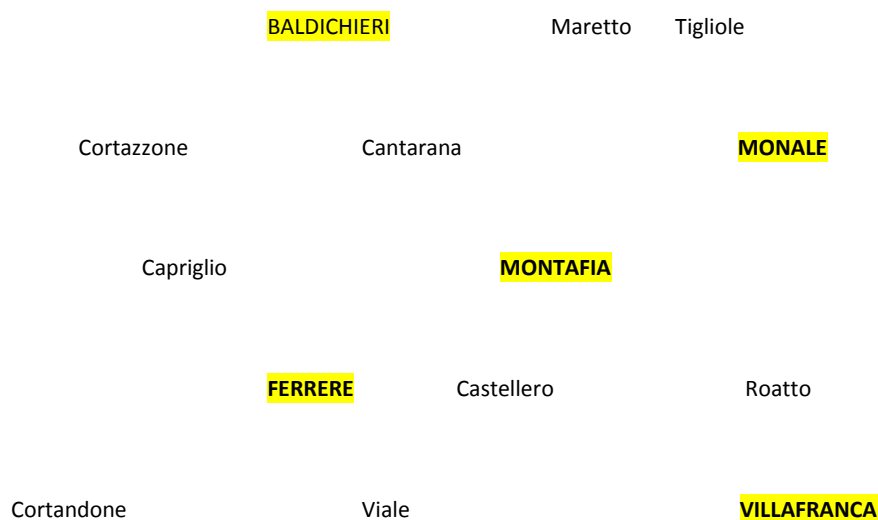 BALDICHIERI Maretto Tigliole
Cortazzone Cantarana MONALE
Capriglio MONTAFIA
FERRERE Castellero Roatto
Cortandone Viale VILLAFRANCA